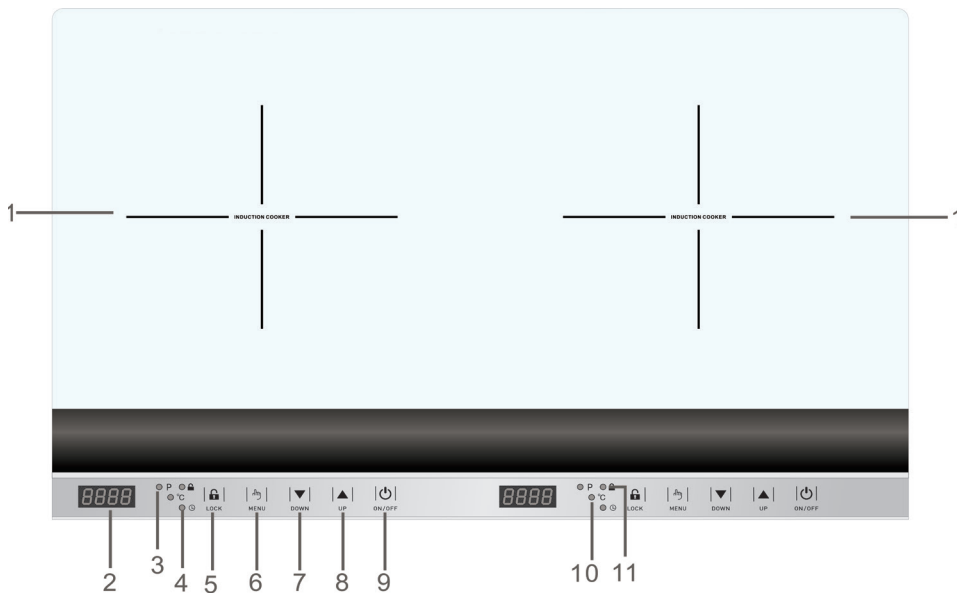 INDUCTION COOKER INDUCTION COOKER
1 1
8888 P °C LOCK MENU DOWN UP ON/OFF
8888 P °C LOCK MENU DOWN UP ON/OFF
2 3 4 5 6 7 8 9 10 11